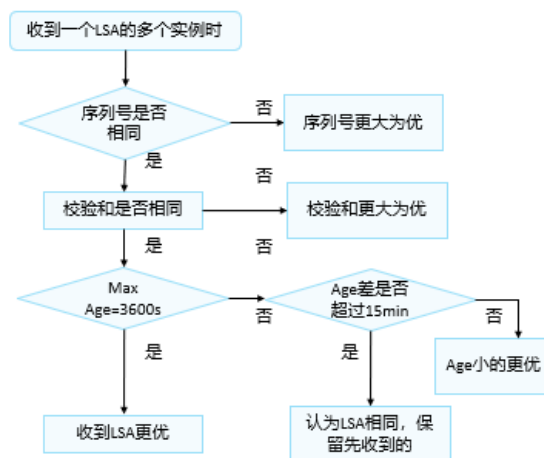 收到一个LSA的多个实例时
序列号是否
相同
否
序列号更大为优
是
否
校验和是否相同
校验和更大为优
是
否
Max
Age=3600s
否
Age差是否
超过15min
否
是
是
Age小的更优
收到LSA更优
认为LSA相同，保
留先收到的